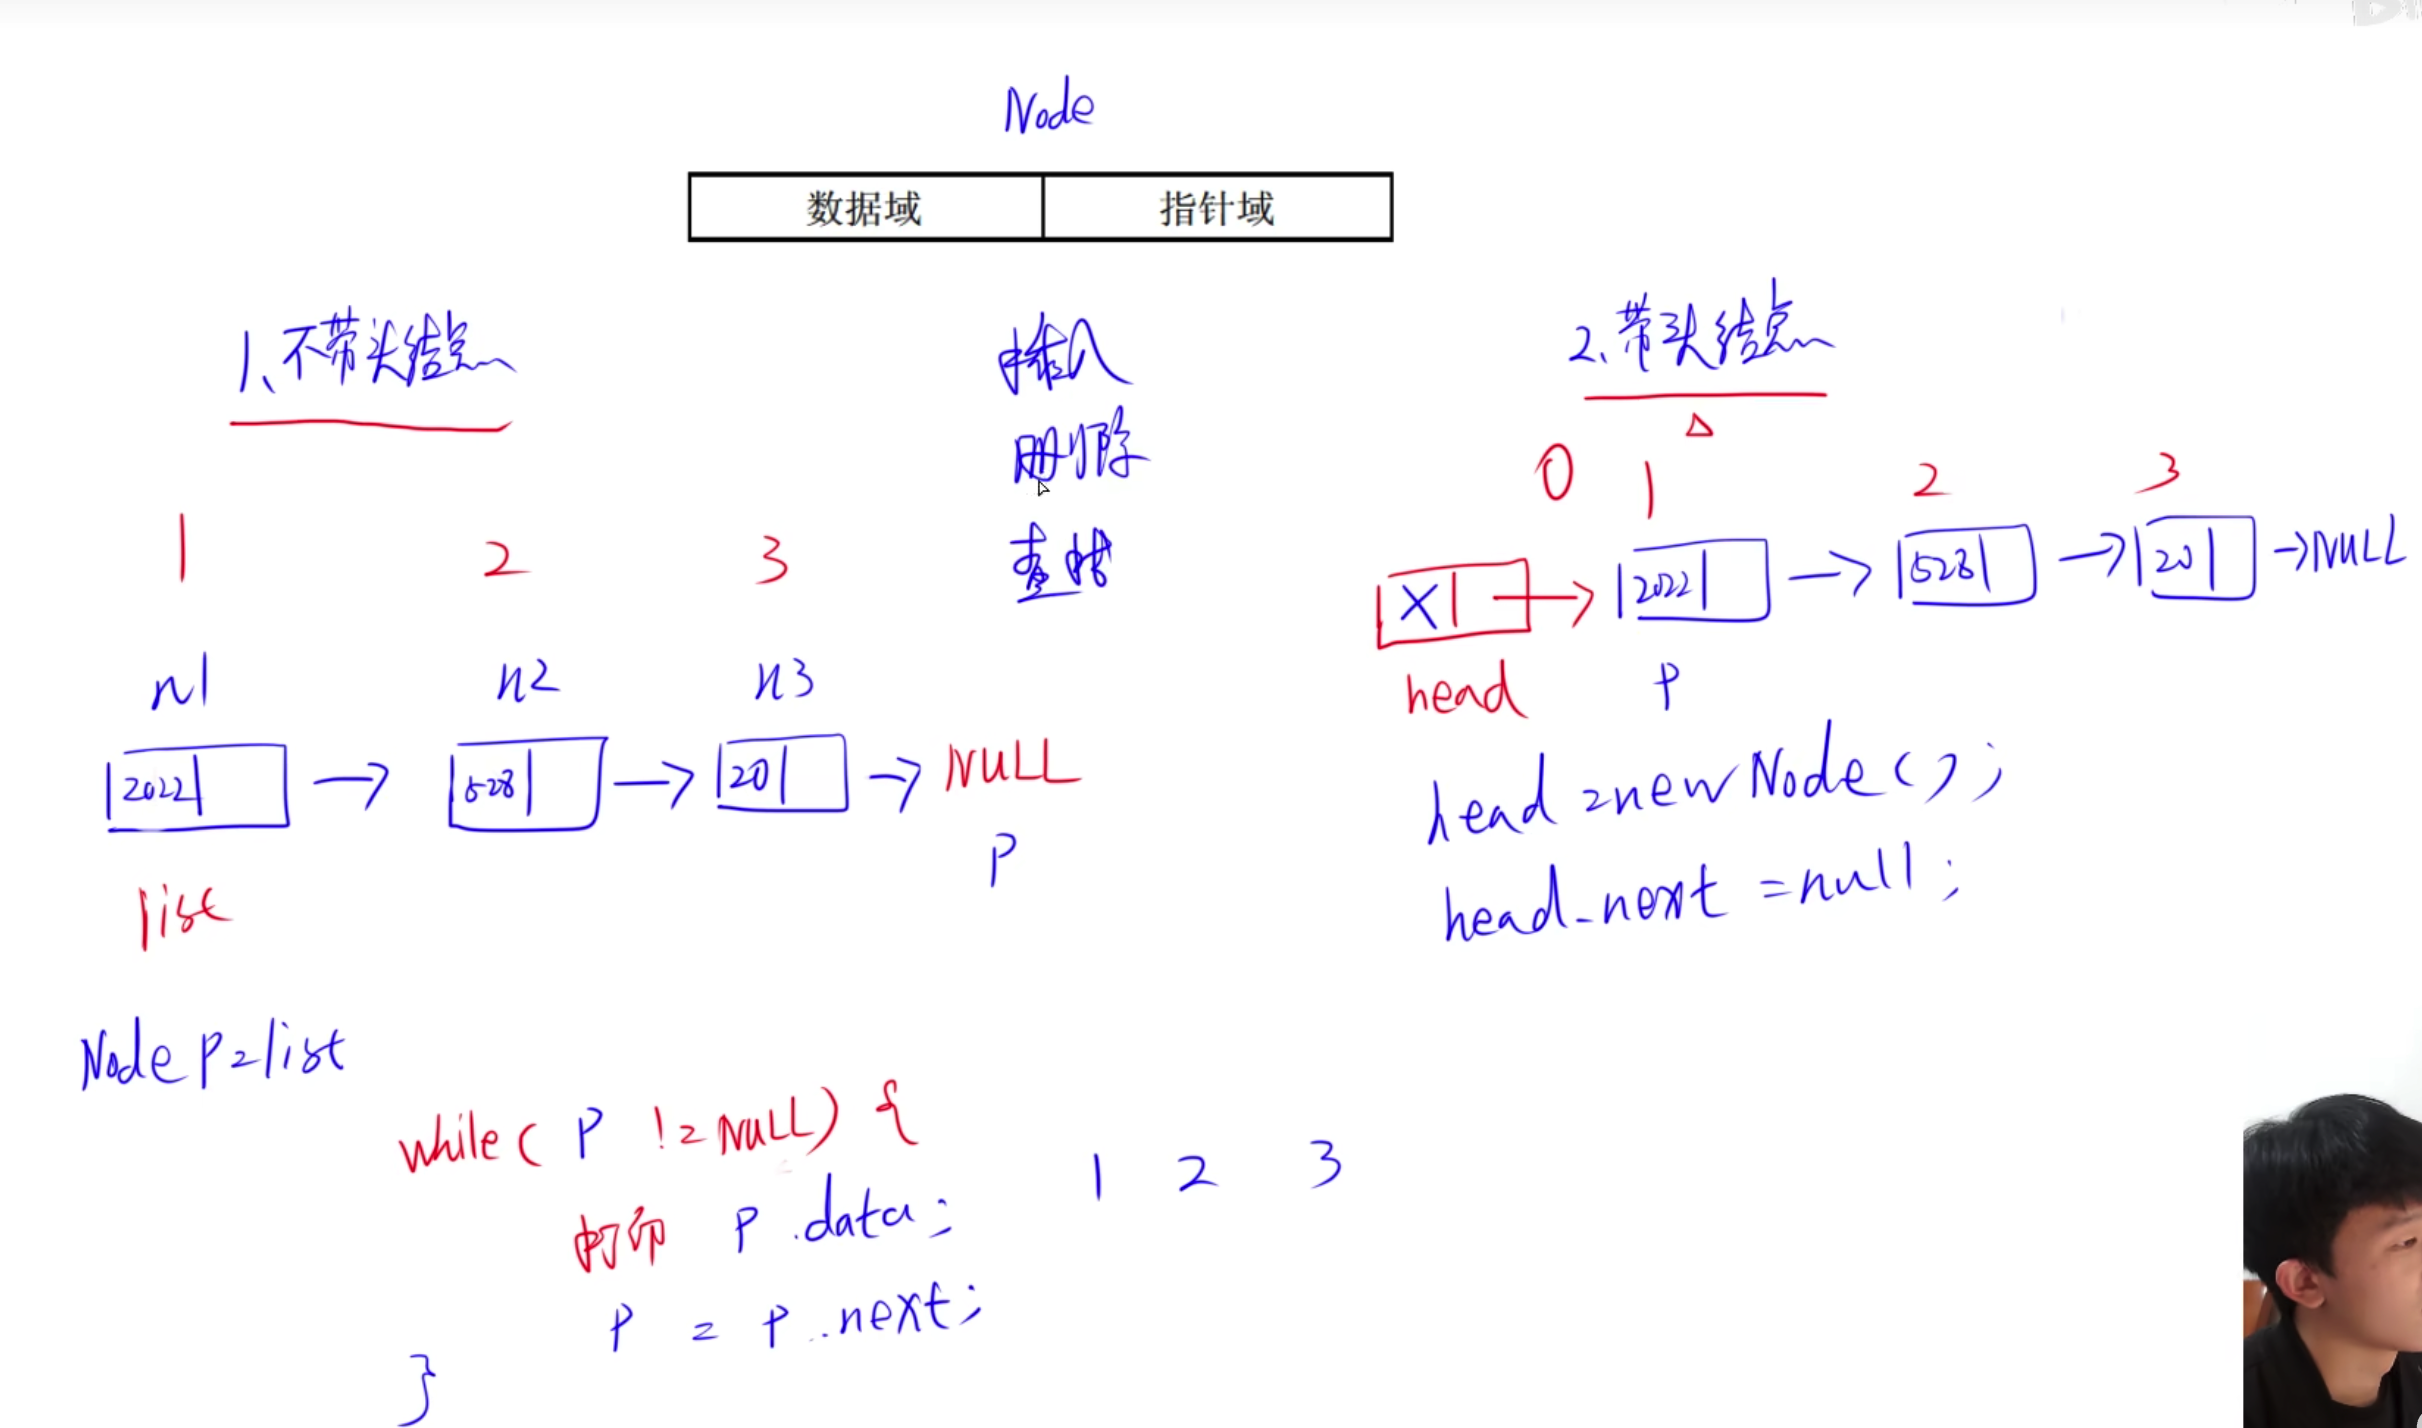 Node
数据域 指针域
1、不带头结点
插入
删除
查找
2、带头结点
0 1 2 3
X 2022 → 528 → 20 → NULL
head p
head =new Node();
head.next =null;
1 2 3
n1 n2 n3
2022 → 528 → 20 → NULL
list P
Node p=list
while( P != NULL) {
打印 P.data;
P = P.next;
}
1 2 3